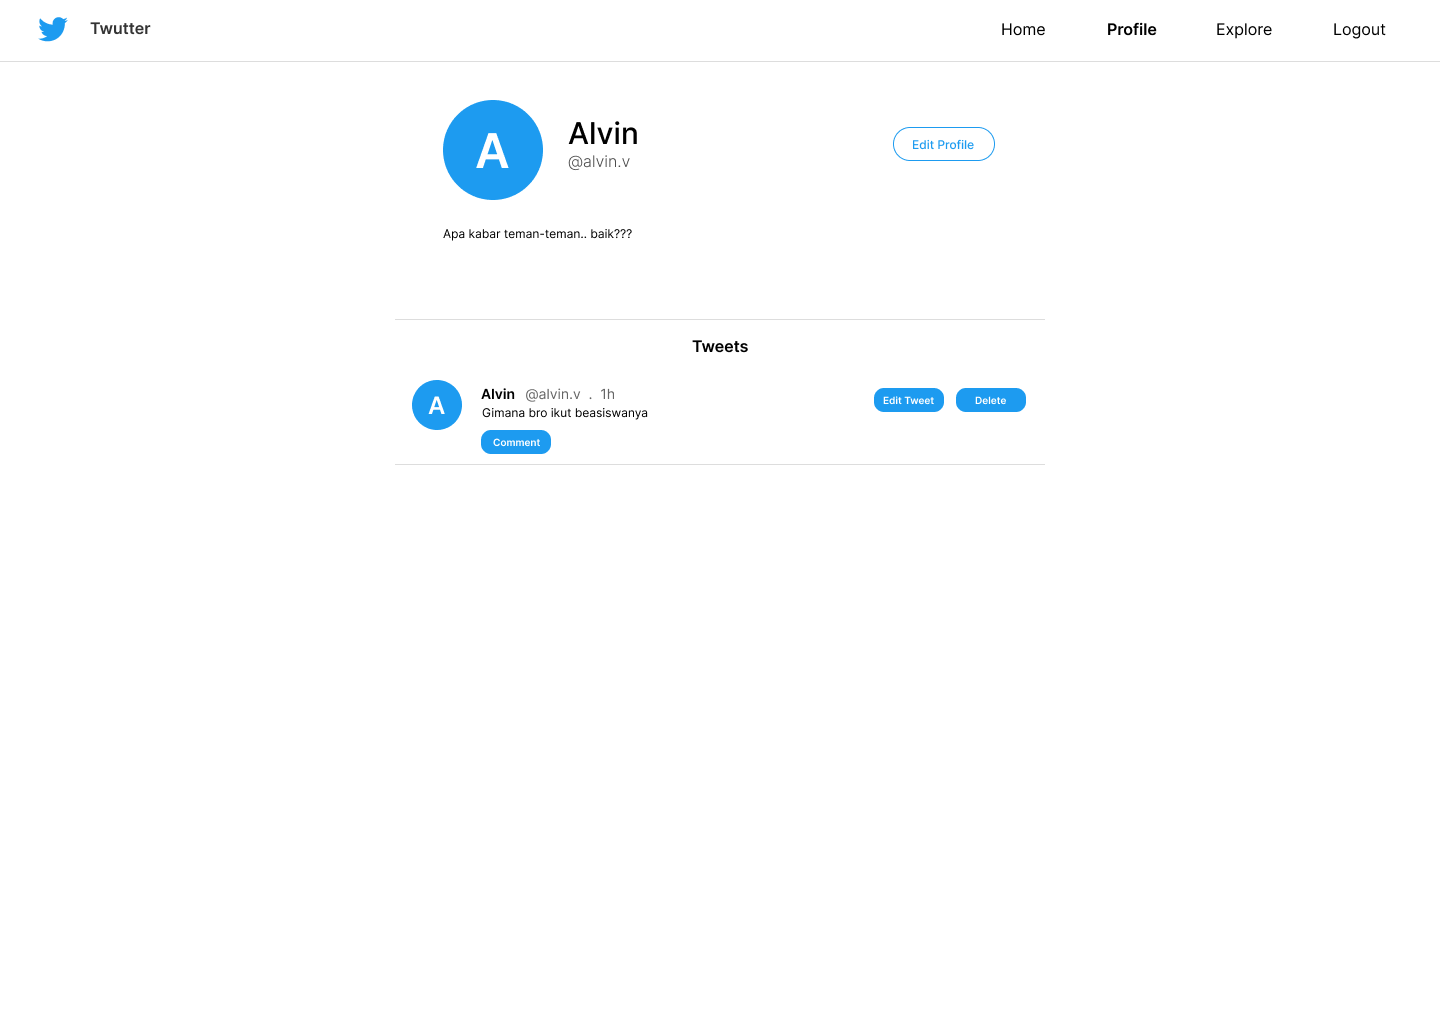 Twutter
Home Profile Explore Logout
A
Alvin
@alvin.v
Edit Profile
Apa kabar teman-teman.. baik???
Tweets
A
Alvin @alvin.v . 1h
Edit Tweet Delete
Gimana bro ikut beasiswanya
Comment